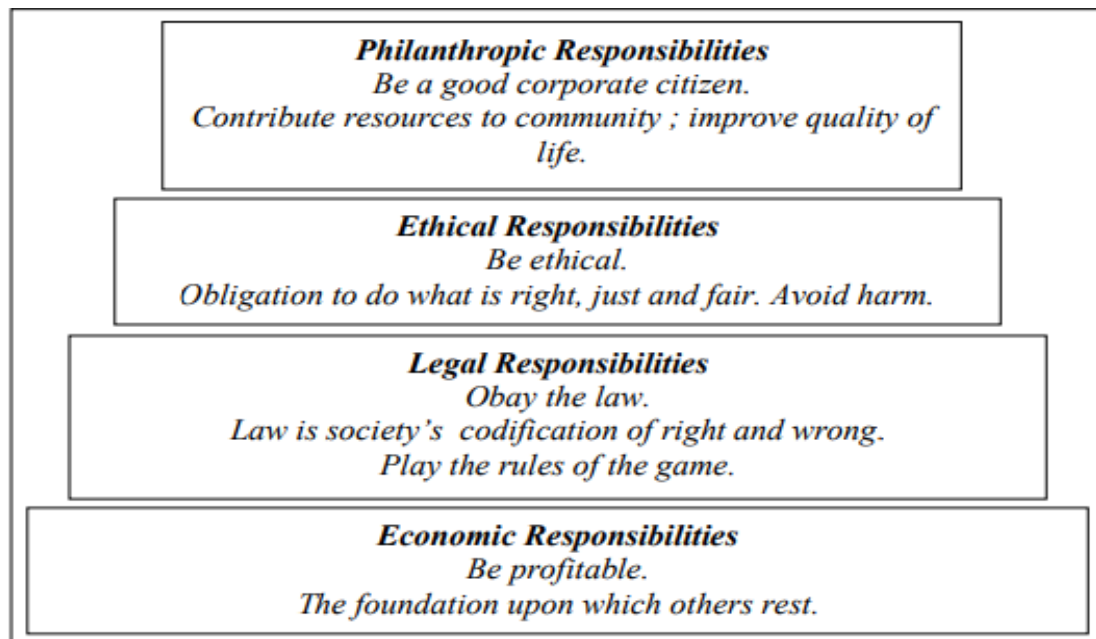 Philanthropic Responsibilities
Be a good corporate citizen.
Contribute resources to community ; improve quality of
life.
Ethical Responsibilities
Be ethical.
Obligation to do what is right, just and fair. Avoid harm.
Legal Responsibilities
Obay the law.
Law is society’s  codification of right and wrong.
Play the rules of the game.
Economic Responsibilities
Be profitable.
The foundation upon which others rest.